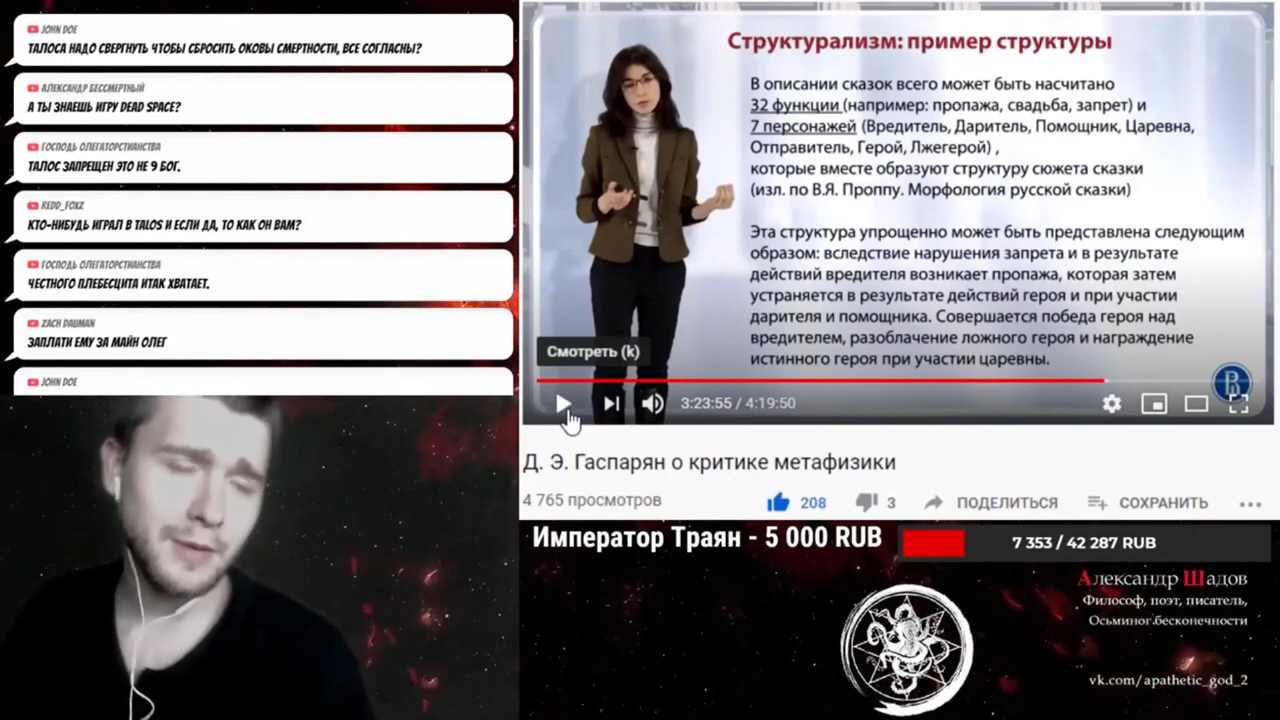 JOHN DOE
ТАЛОСА НАДО СВЕРГНУТЬ ЧТОБЫ СБРОСИТЬ ОКОВЫ СМЕРТНОСТИ, ВСЕ СОГЛАСНЫ?
АЛЕКСАНДР БЕССМЕРТНЫЙ
А ТЫ ЗНАЕШЬ ИГРУ DEAD SPACE?
ГОСПОДЬ ОЛЕГАТОРСТИАНСТВА
ТАЛОС ЗАПРЕЩЕН ЭТО НЕ 9 БОГ.
REDD_FOXZ
КТО-НИБУДЬ ИГРАЛ В TALOS И ЕСЛИ ДА, ТО КАК ОН ВАМ?
ГОСПОДЬ ОЛЕГАТОРСТИАНСТВА
ЧЕСТНОГО ПЛЕБЕСЦИТА ИТАК ХВАТАЕТ.
ZACH DAUMAN
ЗАПЛАТИ ЕМУ ЗА МАЙН ОЛЕГ
JOHN DOE
Структурализм: пример структуры
В описании сказок всего может быть насчитано
32 функции (например: пропажа, свадьба, запрет) и
7 персонажей (Вредитель, Даритель, Помощник, Царевна,
Отправитель, Герой, Лжегерой) ,
которые вместе образуют структуру сюжета сказки
(изл. по В.Я. Проппу. Морфология русской сказки)
Эта структура упрощенно может быть представлена следующим
образом: вследствие нарушения запрета и в результате
действий вредителя возникает пропажа, которая затем
устраняется в результате действий героя и при участии
дарителя и помощника. Совершается победа героя над
вредителем, разоблачение ложного героя и награждение
истинного героя при участии царевны.
Смотреть (k)
3:23:55 / 4:19:50
Д. Э. Гаспарян о критике метафизики
4 765 просмотров
208
3
ПОДЕЛИТЬСЯ
СОХРАНИТЬ
Император Траян - 5 000 RUB
7 353 / 42 287 RUB
Александр Шадов
Философ, поэт, писатель,
Осьминог бесконечности
vk.com/apathetic_god_2